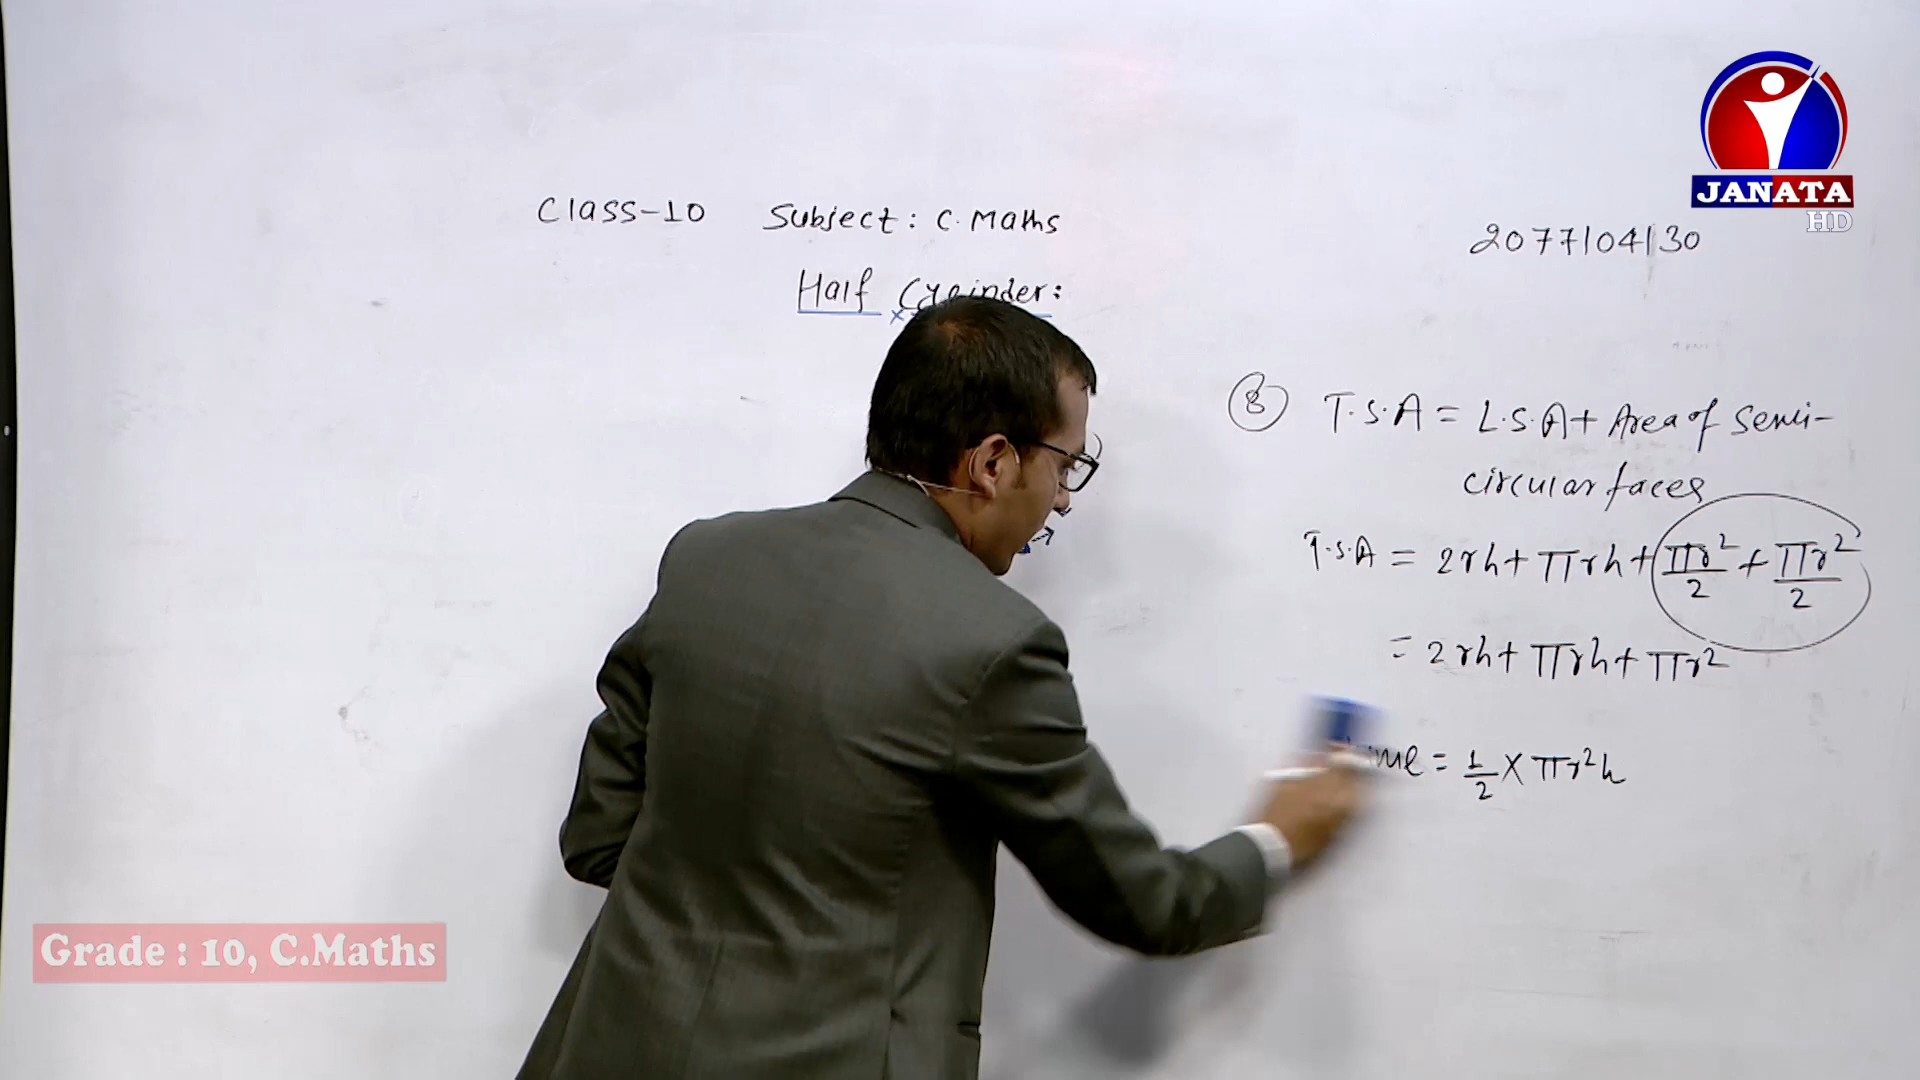 JANATA
HD
Class-10 Subject: C. Maths
2077/04/30
Half Cylinder:
③ T.S.A = L.S.A + Area of Semi-
circular faces
T.S.A = 2rh + πrh + πr²/2 + πr²/2
= 2rh + πrh + πr²
= 1/2 × πr²h
Grade : 10, C.Maths